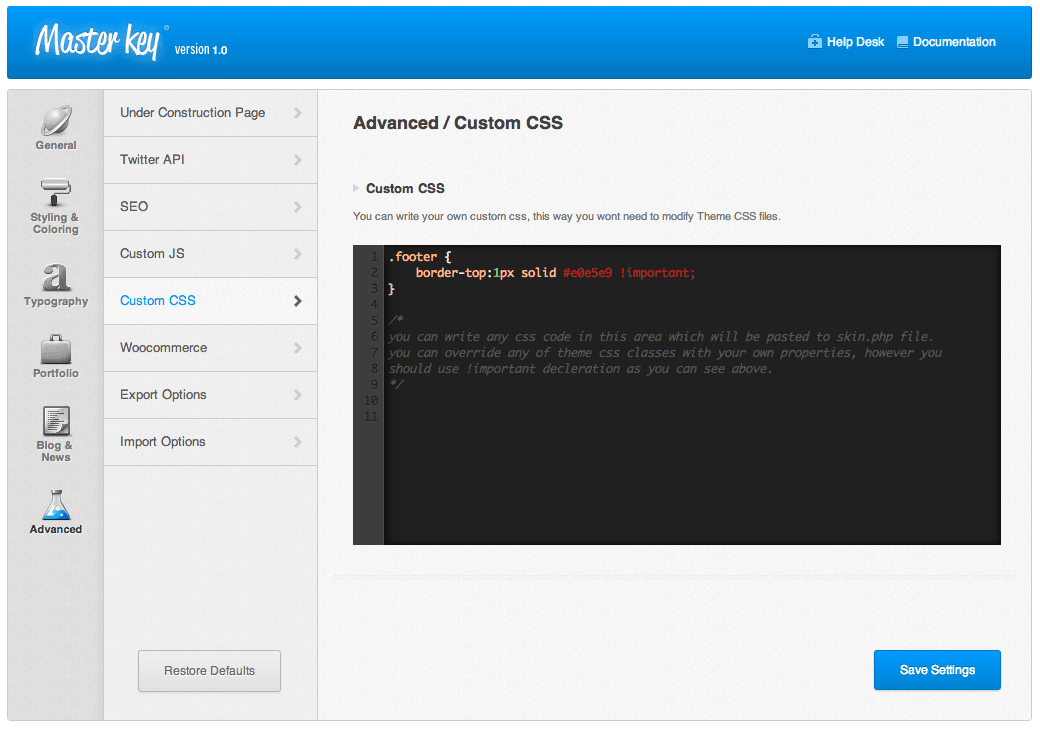 Master key® version 1.0
Help Desk
Documentation
General
Styling &
Coloring
Typography
Portfolio
Blog &
News
Advanced
Under Construction Page
Twitter API
SEO
Custom JS
Custom CSS
Woocommerce
Export Options
Import Options
Restore Defaults
Advanced / Custom CSS
Custom CSS
You can write your own custom css, this way you wont need to modify Theme CSS files.
1 .footer {
2     border-top:1px solid #e0e5e9 !important;
3 }
4
5 /*
6 you can write any css code in this area which will be pasted to skin.php file.
7 you can override any of theme css classes with your own properties, however you
8 should use !important decleration as you can see above.
9 */
10
11
Save Settings